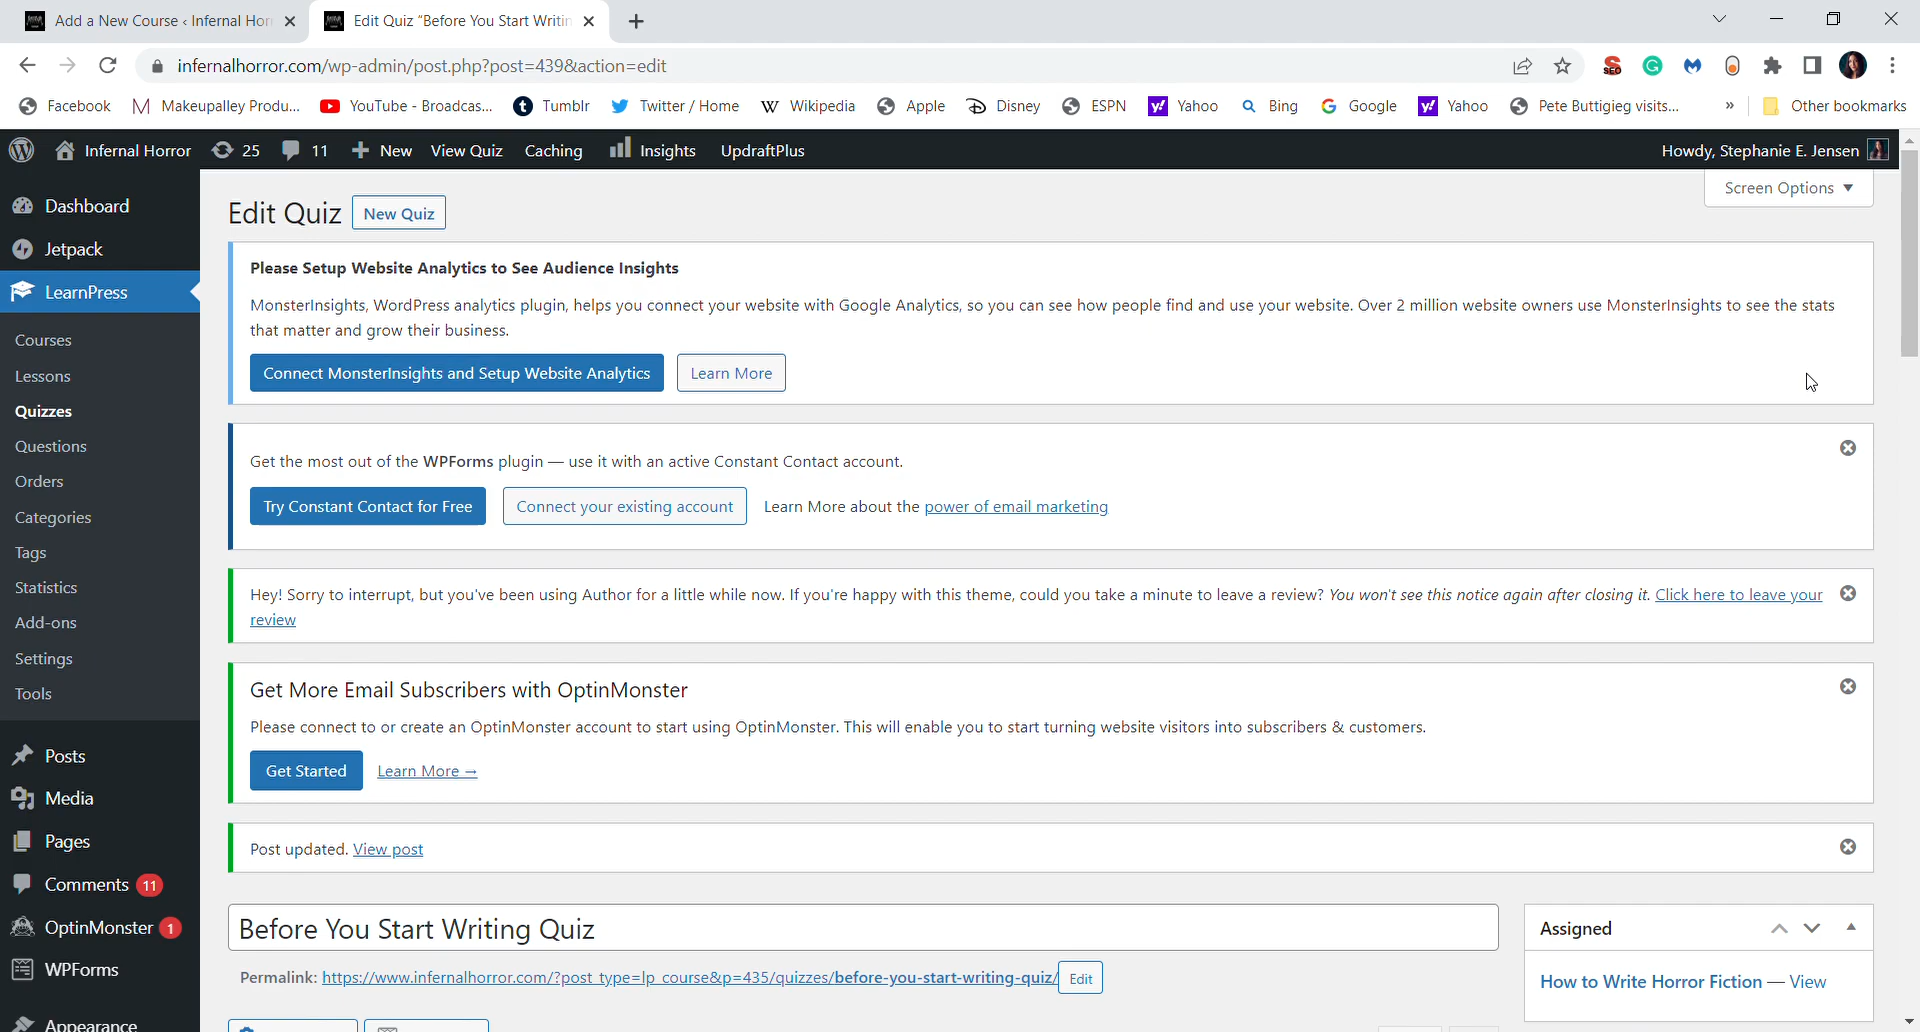 Add a New Course ‹ Infernal Hor
Edit Quiz "Before You Start Writin
infernalhorror.com/wp-admin/post.php?post=439&action=edit
Facebook
Makeupalley Produ...
YouTube - Broadcas...
Tumblr
Twitter / Home
Wikipedia
Apple
Disney
ESPN
Yahoo
Bing
Google
Yahoo
Pete Buttigieg visits...
»
Other bookmarks
Infernal Horror
25
11
New
View Quiz
Caching
Insights
UpdraftPlus
Howdy, Stephanie E. Jensen
Screen Options
Dashboard
Jetpack
LearnPress
Courses
Lessons
Quizzes
Questions
Orders
Categories
Tags
Statistics
Add-ons
Settings
Tools
Posts
Media
Pages
Comments 11
OptinMonster 1
WPForms
Appearance
Edit Quiz
New Quiz
Please Setup Website Analytics to See Audience Insights
MonsterInsights, WordPress analytics plugin, helps you connect your website with Google Analytics, so you can see how people find and use your website. Over 2 million website owners use MonsterInsights to see the stats
that matter and grow their business.
Connect MonsterInsights and Setup Website Analytics
Learn More
Get the most out of the WPForms plugin — use it with an active Constant Contact account.
Try Constant Contact for Free
Connect your existing account
Learn More about the power of email marketing
Hey! Sorry to interrupt, but you've been using Author for a little while now. If you're happy with this theme, could you take a minute to leave a review? You won't see this notice again after closing it. Click here to leave your
review
Get More Email Subscribers with OptinMonster
Please connect to or create an OptinMonster account to start using OptinMonster. This will enable you to start turning website visitors into subscribers & customers.
Get Started
Learn More →
Post updated. View post
Before You Start Writing Quiz
Permalink: https://www.infernalhorror.com/?post_type=lp_course&p=435/quizzes/before-you-start-writing-quiz/
Edit
Assigned
How to Write Horror Fiction — View